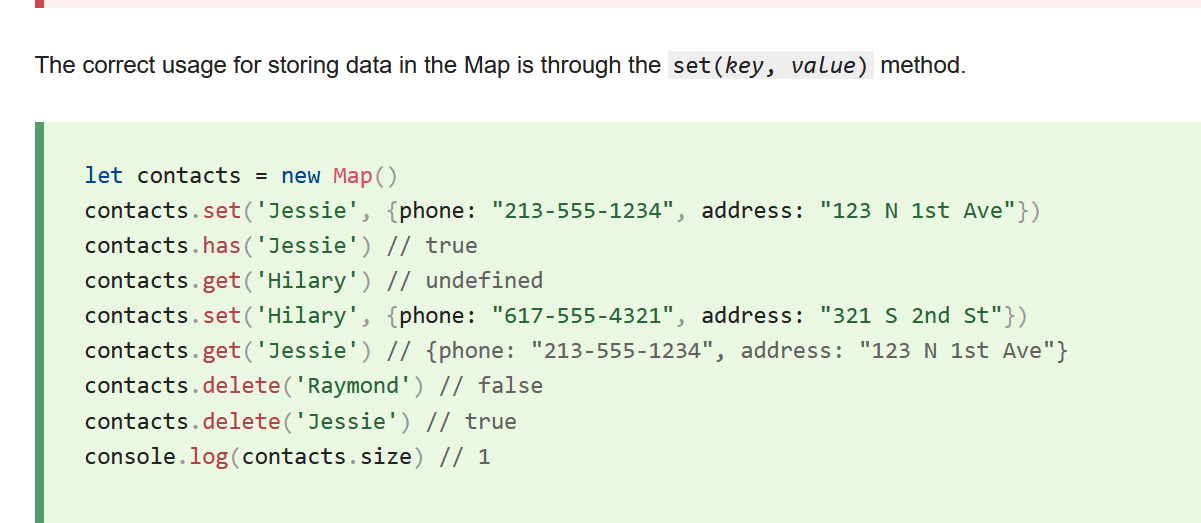 The correct usage for storing data in the Map is through the set(key, value) method.
let contacts = new Map()
contacts.set('Jessie', {phone: "213-555-1234", address: "123 N 1st Ave"})
contacts.has('Jessie') // true
contacts.get('Hilary') // undefined
contacts.set('Hilary', {phone: "617-555-4321", address: "321 S 2nd St"})
contacts.get('Jessie') // {phone: "213-555-1234", address: "123 N 1st Ave"}
contacts.delete('Raymond') // false
contacts.delete('Jessie') // true
console.log(contacts.size) // 1